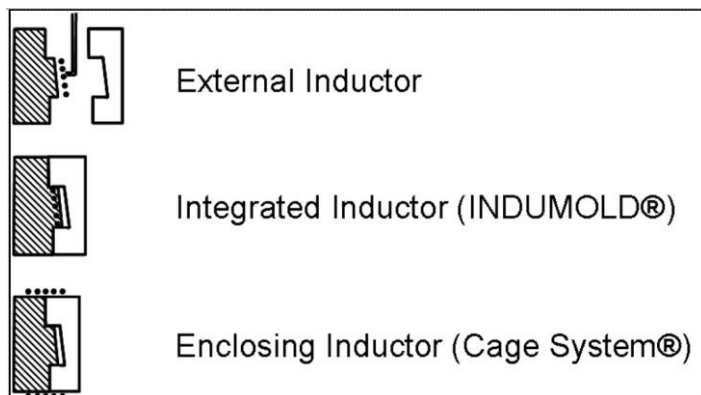 External Inductor
Integrated Inductor (INDUMOLD®)
Enclosing Inductor (Cage System®)